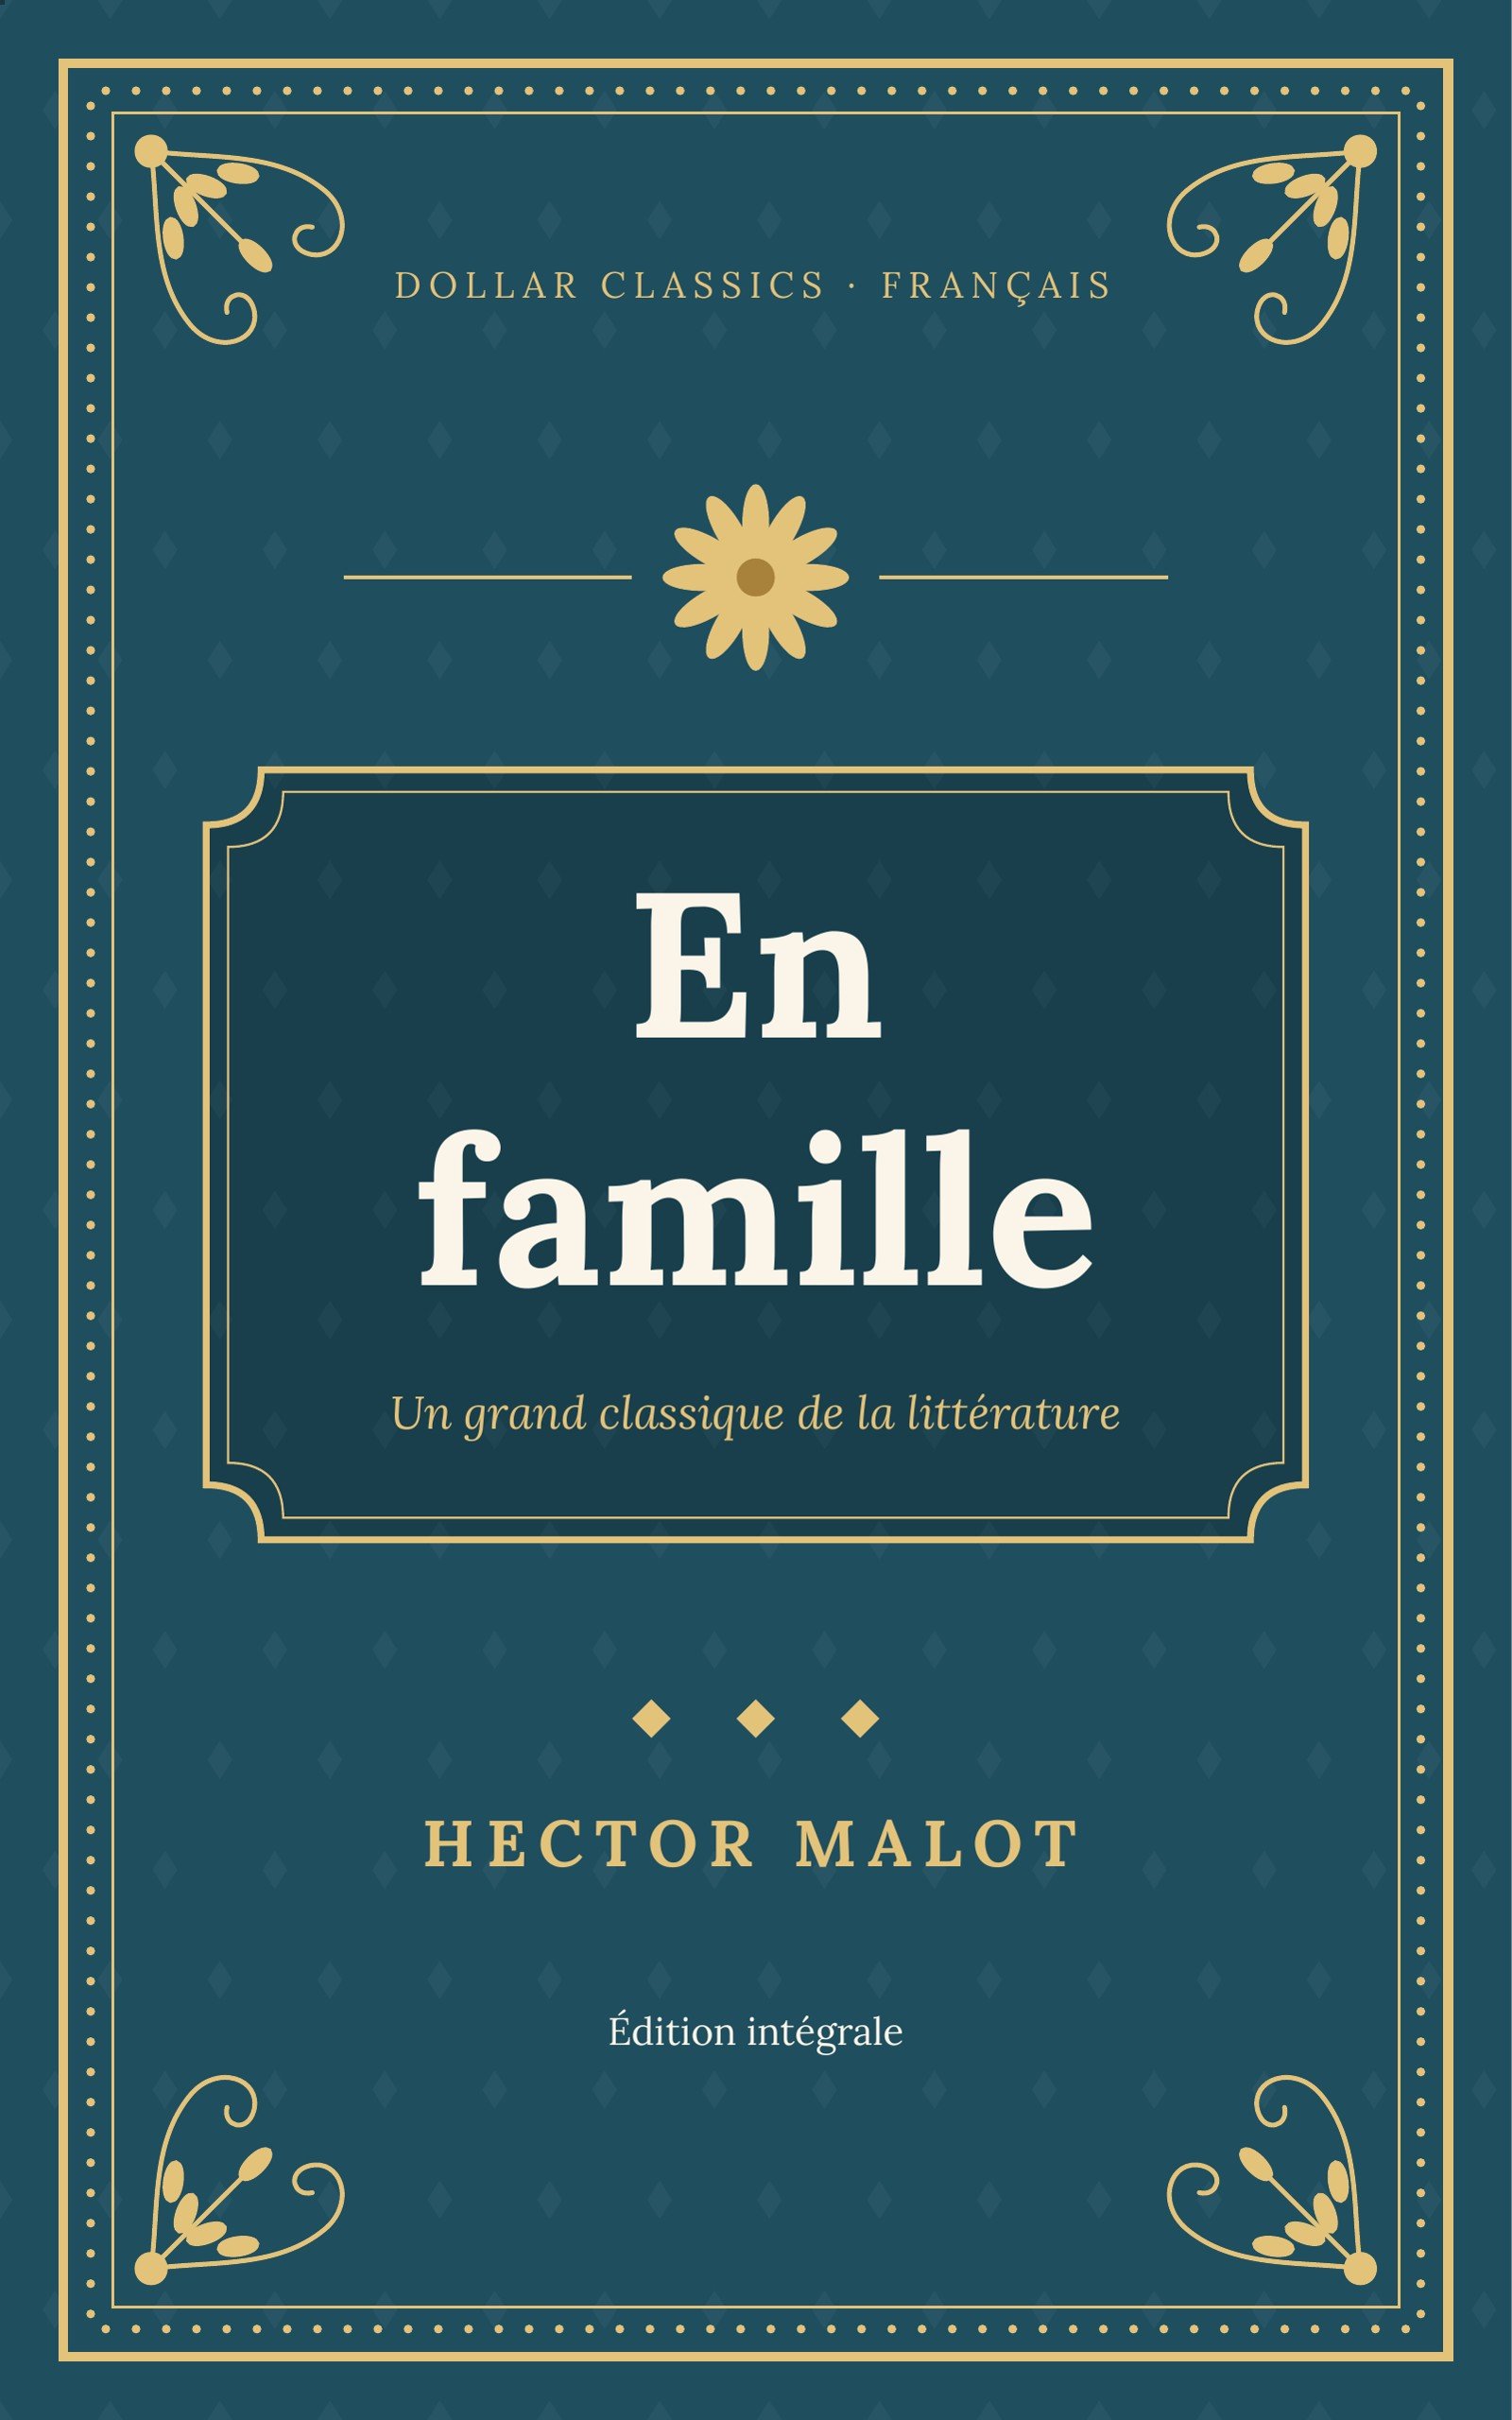 DOLLAR CLASSICS · FRANÇAIS
En
famille
Un grand classique de la littérature
HECTOR MALOT
Édition intégrale